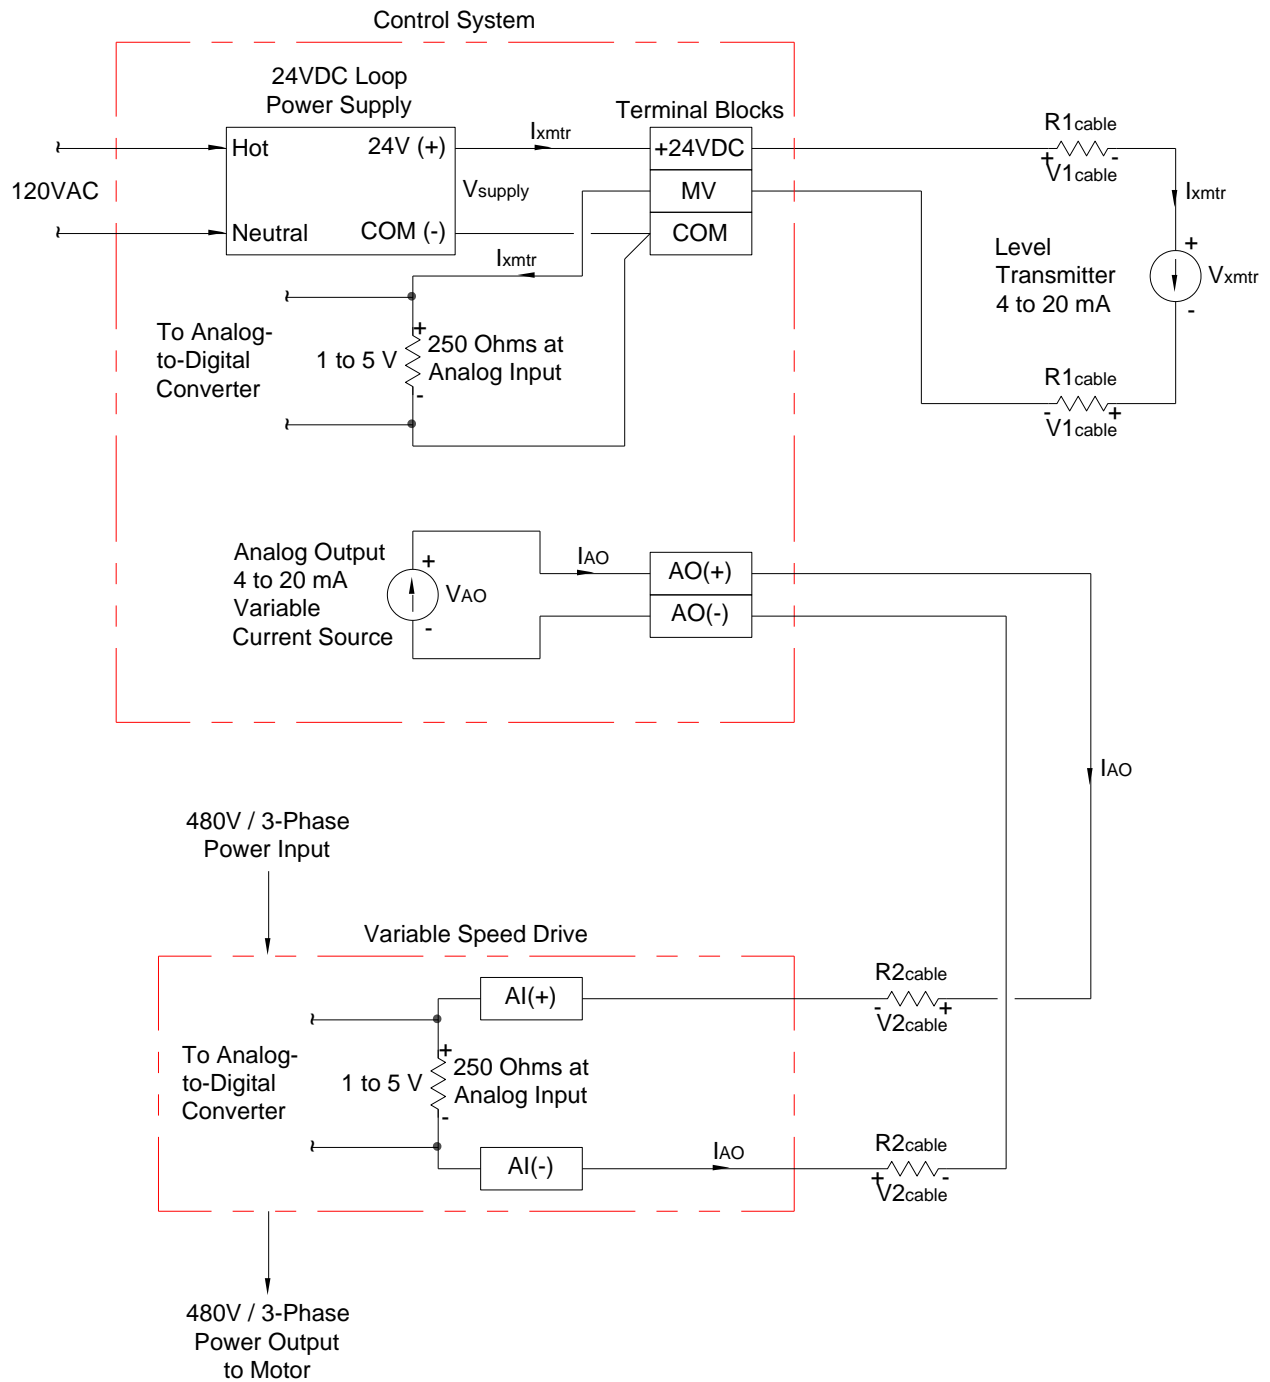 Control System
24VDC Loop
Power Supply
Terminal Blocks
Hot
24V (+)
Ixmtr
+24VDC
R1cable
+ -
V1cable
120VAC
Vsupply
MV
Ixmtr
Neutral
COM (-)
COM
Ixmtr
Level
Transmitter
4 to 20 mA
+
Vxmtr
-
To Analog-
to-Digital
Converter
1 to 5 V
+
-
250 Ohms at
Analog Input
R1cable
- +
V1cable
Analog Output
4 to 20 mA
Variable
Current Source
+
VAO
-
IAO
AO(+)
AO(-)
IAO
480V / 3-Phase
Power Input
Variable Speed Drive
AI(+)
R2cable
- +
V2cable
To Analog-
to-Digital
Converter
1 to 5 V
+
-
250 Ohms at
Analog Input
AI(-)
IAO
R2cable
+ -
V2cable
480V / 3-Phase
Power Output
to Motor